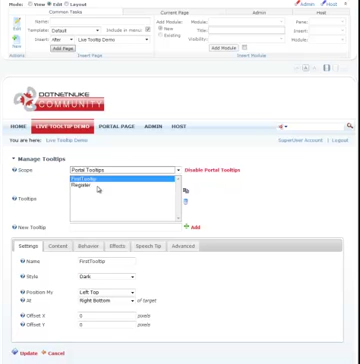 Mode: View Edit Layout
Admin Host
Common Tasks Current Page Admin Host
Name: Add Module: Module: Page:
Edit Template: Default Include in menu: New Title: Insert:
Existing
Insert: After Live Tooltip Demo Visibility: Module:
Add Page Add Module
Actions: Insert Page Insert Module
DOTNETNUKE
COMMUNITY
HOME LIVE TOOLTIP DEMO PORTAL PAGE ADMIN HOST
You are here: Live Tooltip Demo SuperUser Account | Logout
Manage Tooltips
Scope Portal Tooltips Disable Portal Tooltips
FirstTooltip
Register
Tooltips
New Tooltip Add
Settings Content Behavior Effects Speech Tip Advanced
Name FirstTooltip
Style Dark
Position My Left Top
At Right Bottom of target
Offset X 0 pixels
Offset Y 0 pixels
Update Cancel